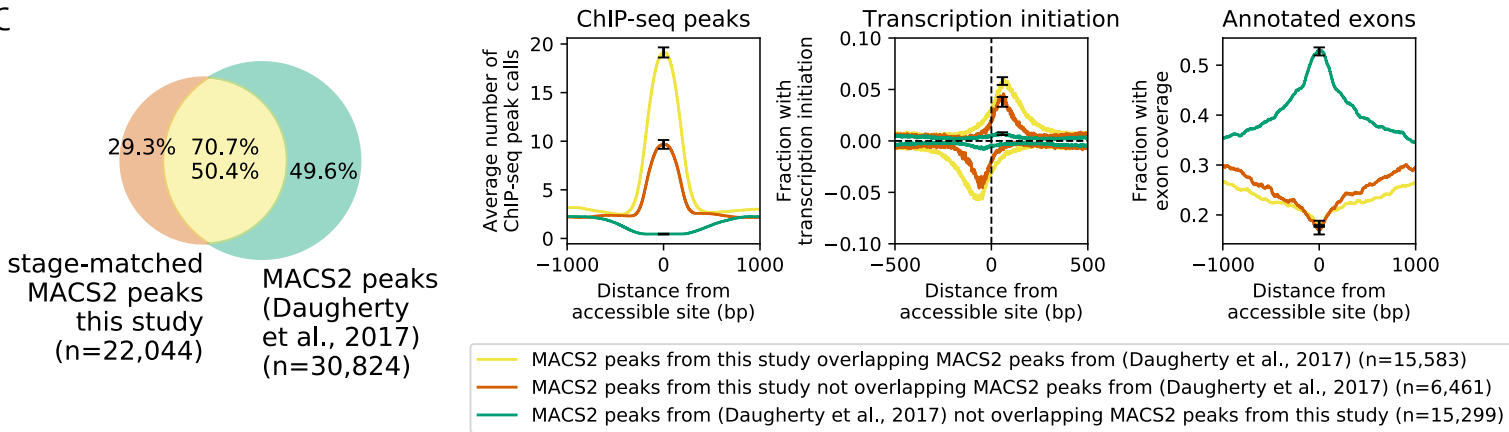 C
29.3%
70.7%
50.4%
49.6%
stage-matched
MACS2 peaks
this study
(n=22,044)
MACS2 peaks
(Daugherty
et al., 2017)
(n=30,824)
ChIP-seq peaks
Average number of
ChIP-seq peak calls
20
15
10
5
0
−1000 0 1000
Distance from
accessible site (bp)
Transcription initiation
Fraction with
transcription initiation
0.10
0.05
0.00
−0.05
−0.10
−500 0 500
Distance from
accessible site (bp)
Annotated exons
Fraction with
exon coverage
0.5
0.4
0.3
0.2
−1000 0 1000
Distance from
accessible site (bp)
MACS2 peaks from this study overlapping MACS2 peaks from (Daugherty et al., 2017) (n=15,583)
MACS2 peaks from this study not overlapping MACS2 peaks from (Daugherty et al., 2017) (n=6,461)
MACS2 peaks from (Daugherty et al., 2017) not overlapping MACS2 peaks from this study (n=15,299)